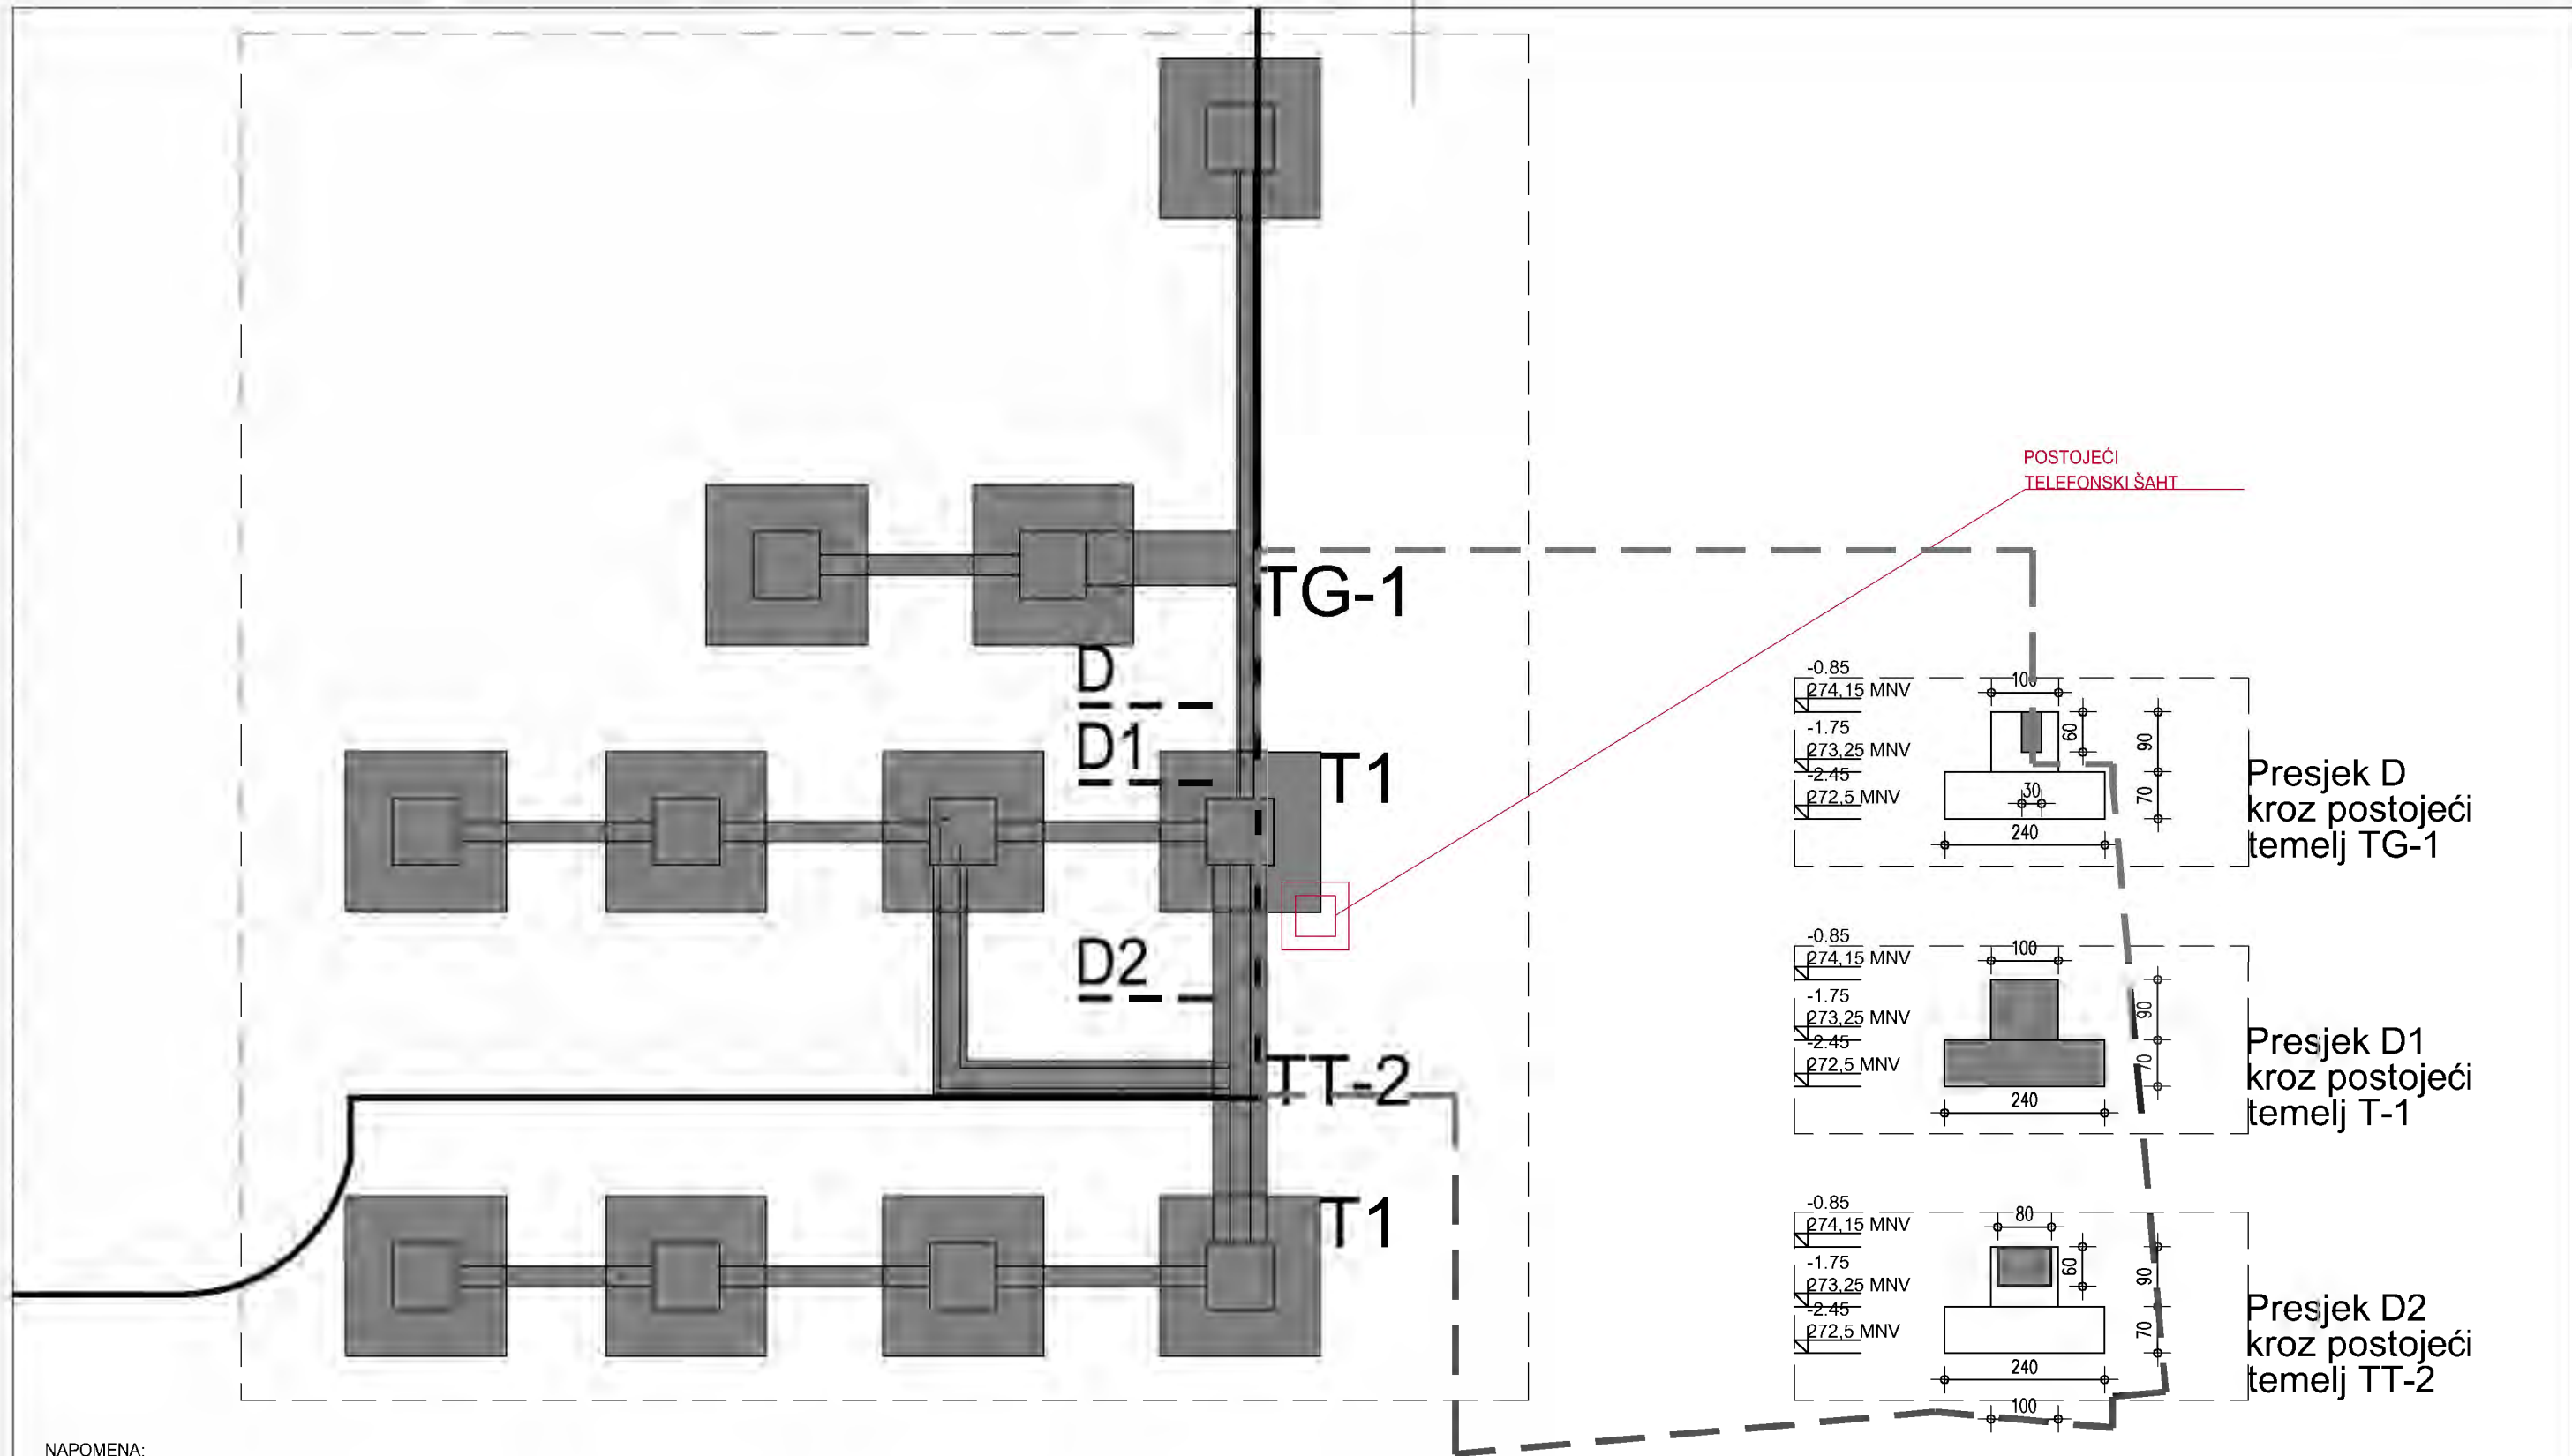 POSTOJEĆI
TELEFONSKI ŠAHT
TG-1
D
D1
T1
D2
TT-2
T1
-0.85
274,15 MNV
-1.75
273,25 MNV
-2.45
272,5 MNV
100
60
90
70
30
240
Presjek D
kroz postojeći
temelj TG-1
-0.85
274,15 MNV
-1.75
273,25 MNV
-2.45
272,5 MNV
100
90
70
240
Presjek D1
kroz postojeći
temelj T-1
-0.85
274,15 MNV
-1.75
273,25 MNV
-2.45
272,5 MNV
80
60
90
70
240
100
Presjek D2
kroz postojeći
temelj TT-2
NAPOMENA: